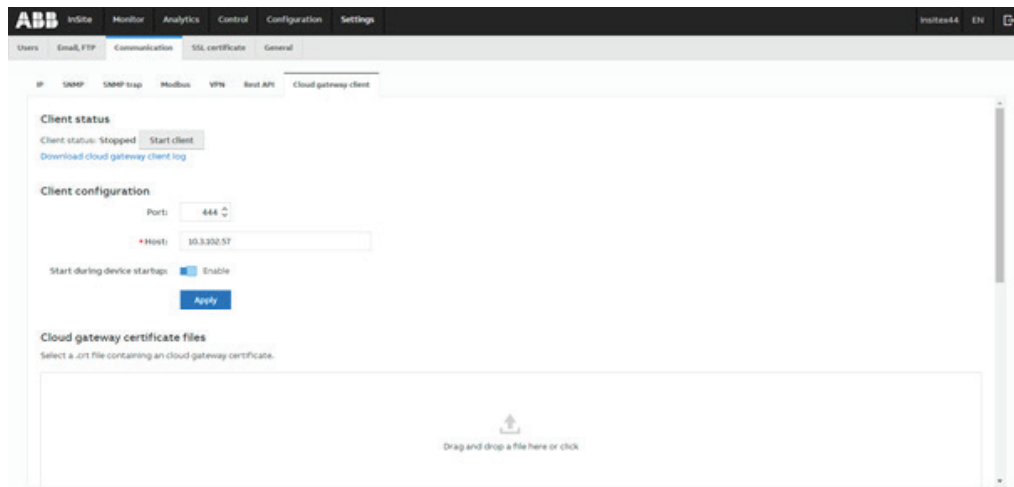 ABB InSite Monitor Analytics Control Configuration Settings Insitex44 EN
Users Email, FTP Communication SSL certificate General
IP SNMP SNMP trap Modbus VPN Rest API Cloud gateway client
Client status
Client status: Stopped Start client
Download cloud gateway client log
Client configuration
Port: 444
*Host: 10.3.102.57
Start during device startup: Enable
Apply
Cloud gateway certificate files
Select a .crt file containing an cloud gateway certificate.
Drag and drop a file here or click